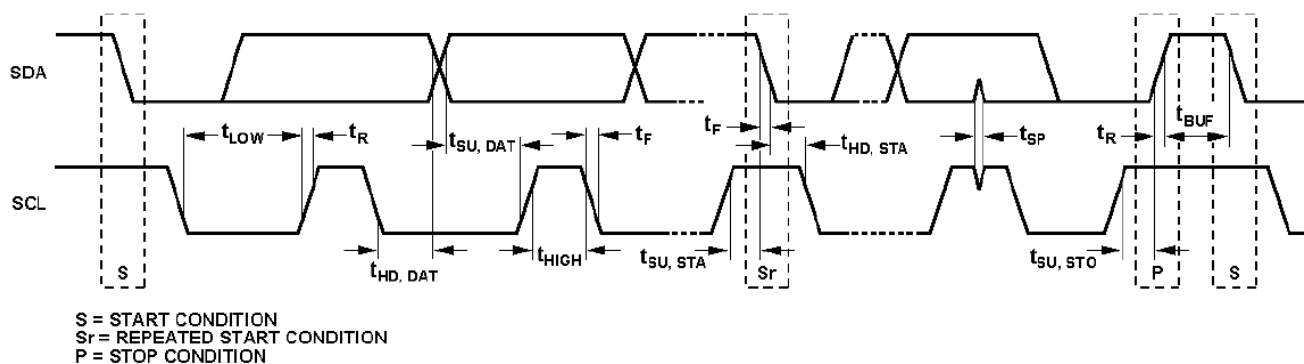 SDA
tLOW
tR
tSU, DAT
tF
tF
tHD, STA
tSP
tR
tBUF
SCL
tHD, DAT
tHIGH
tSU, STA
tSU, STO
S
Sr
P
S
S = START CONDITION
Sr = REPEATED START CONDITION
P = STOP CONDITION